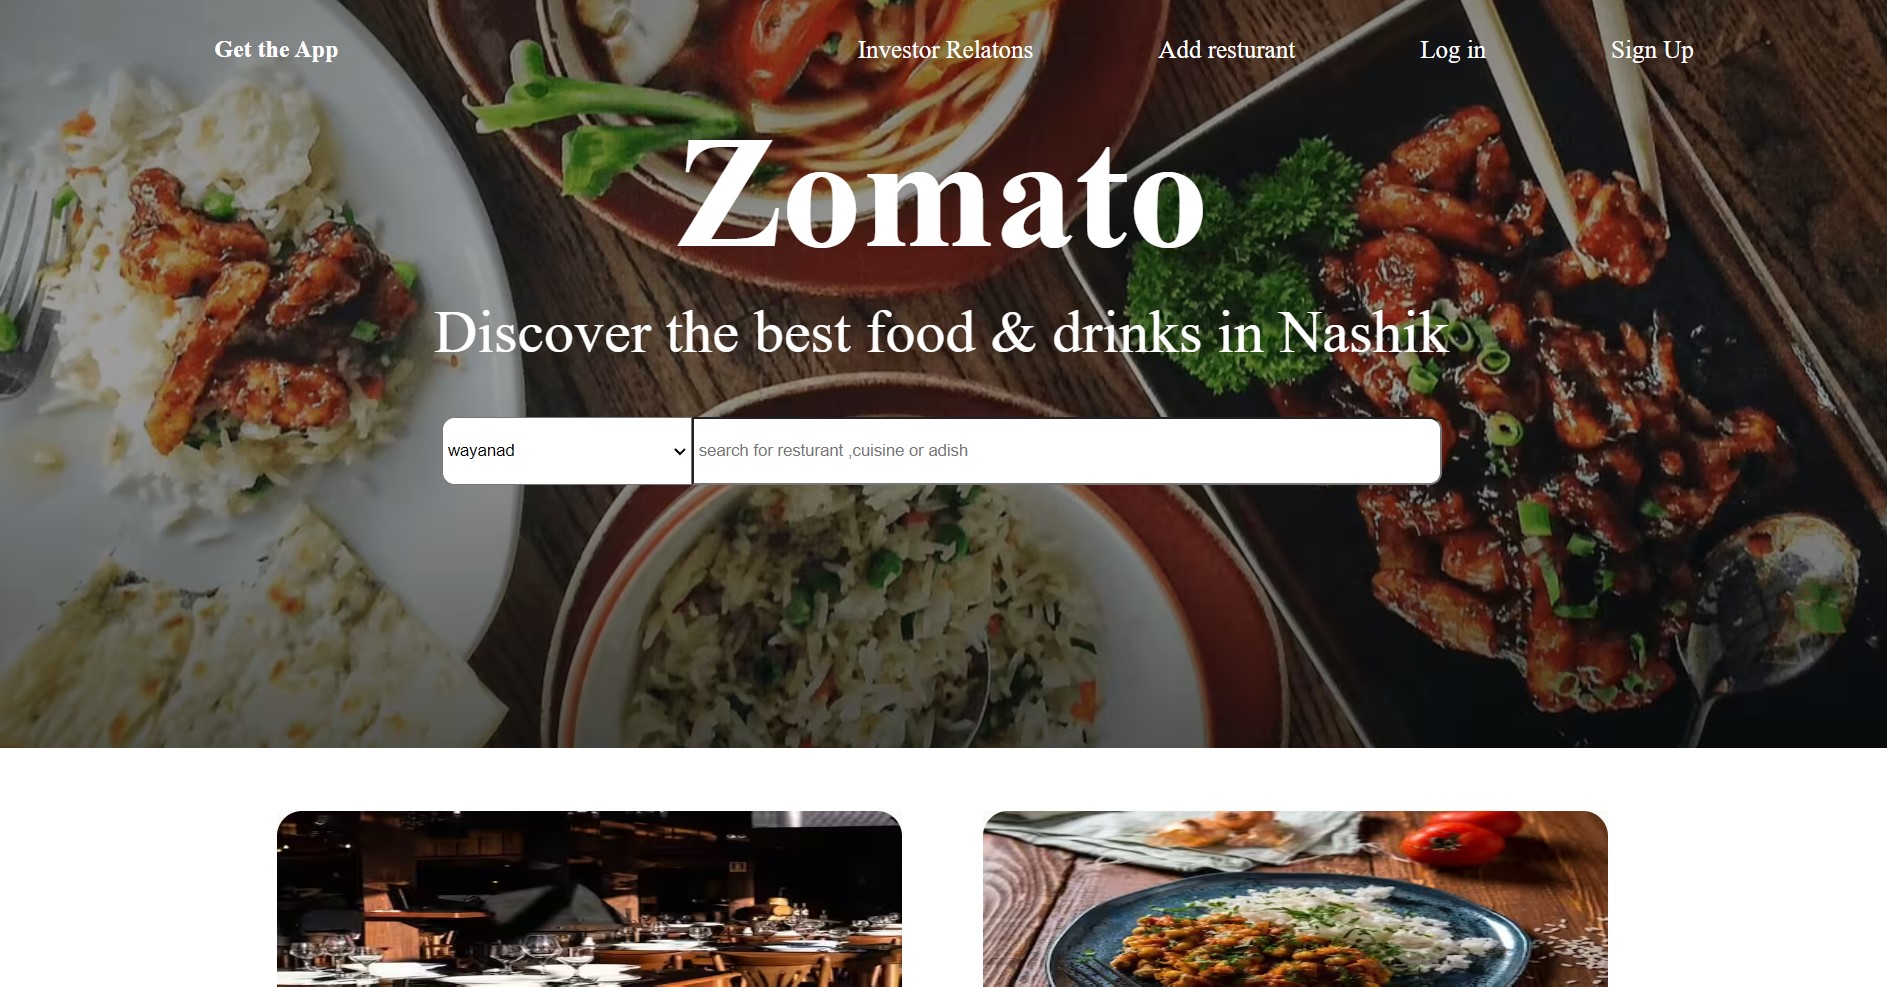 Get the App
Investor Relatons
Add resturant
Log in
Sign Up
Zomato
Discover the best food & drinks in Nashik
wayanad
search for resturant ,cuisine or adish